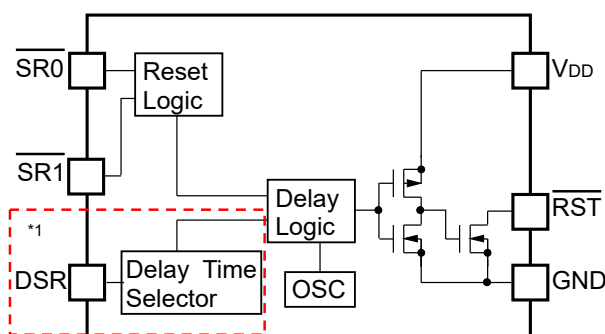 SR0
Reset
Logic
VDD
SR1
Delay
Logic
RST
*1
DSR
Delay Time
Selector
OSC
GND